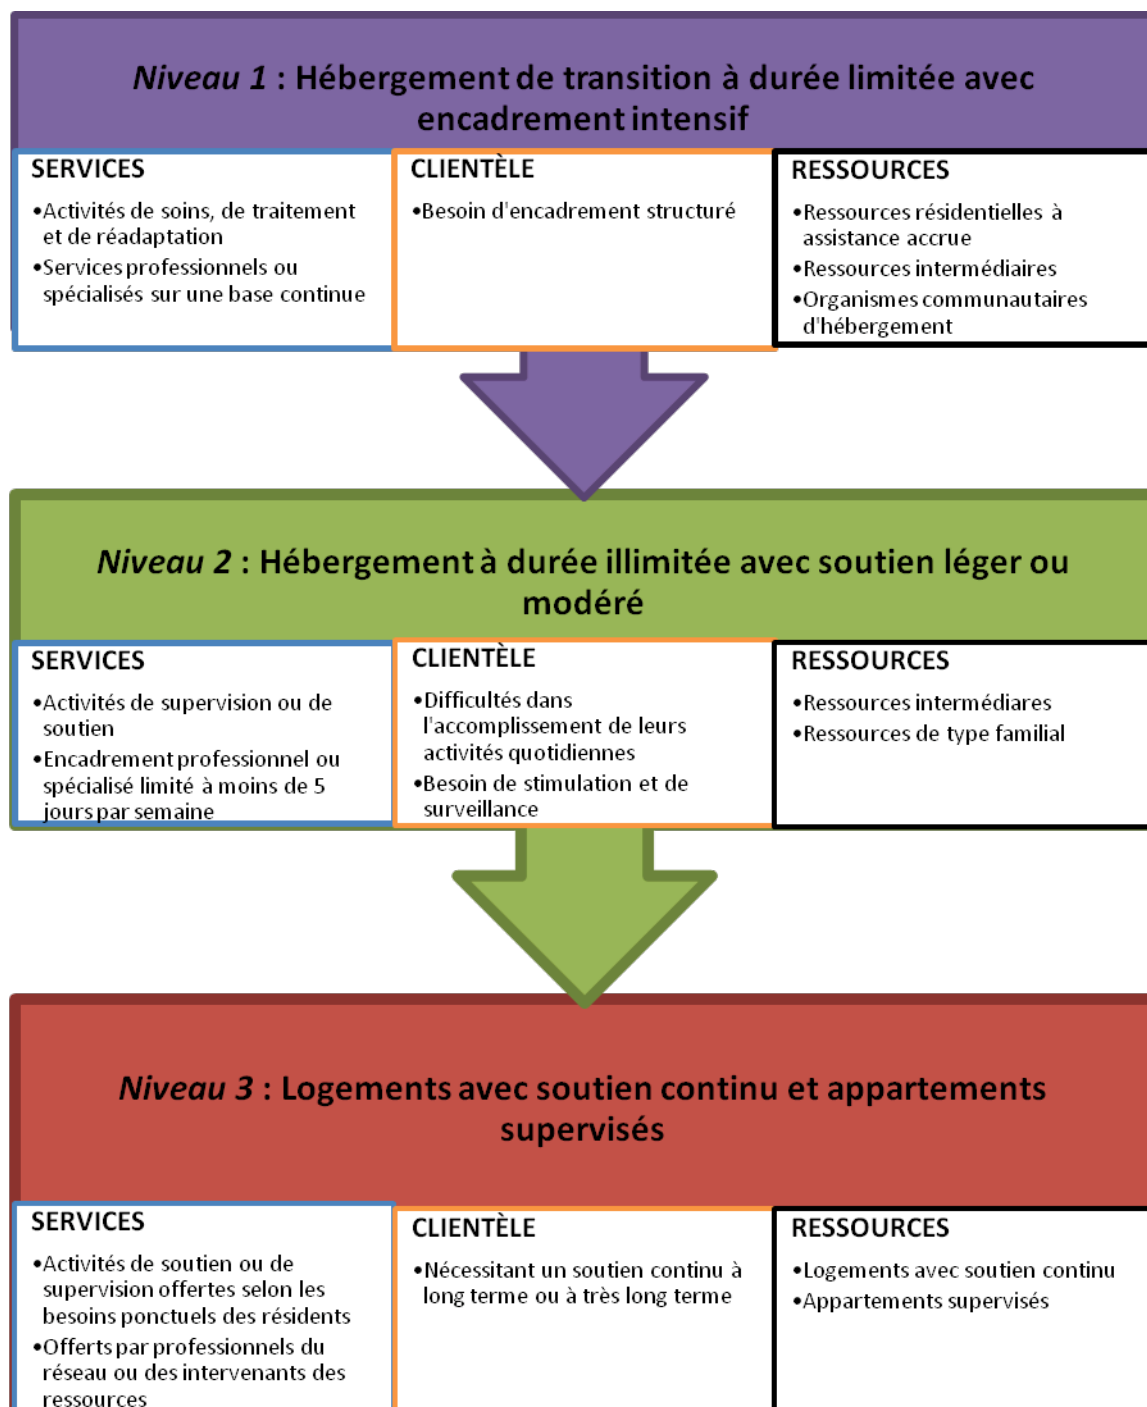 Niveau 1 : Hébergement de transition à durée limitée avec
encadrement intensif
SERVICES
•Activités de soins, de traitement
et de réadaptation
•Services professionnels ou
spécialisés sur une base continue
CLIENTÈLE
•Besoin d'encadrement structuré
RESSOURCES
•Ressources résidentielles à
assistance accrue
•Ressources intermédiaires
•Organismes communautaires
d'hébergement
Niveau 2 : Hébergement à durée illimitée avec soutien léger ou
modéré
SERVICES
•Activités de supervision ou de
soutien
•Encadrement professionnel ou
spécialisé limité à moins de 5
jours par semaine
CLIENTÈLE
•Difficultés dans
l'accomplissement de leurs
activités quotidiennes
•Besoin de stimulation et de
surveillance
RESSOURCES
•Ressources intermédiares
•Ressources de type familial
Niveau 3 : Logements avec soutien continu et appartements
supervisés
SERVICES
•Activités de soutien ou de
supervision offertes selon les
besoins ponctuels des résidents
•Offerts par professionnels du
réseau ou des intervenants des
ressources
CLIENTÈLE
•Nécessitant un soutien continu à
long terme ou à très long terme
RESSOURCES
•Logements avec soutien continu
•Appartements supervisés